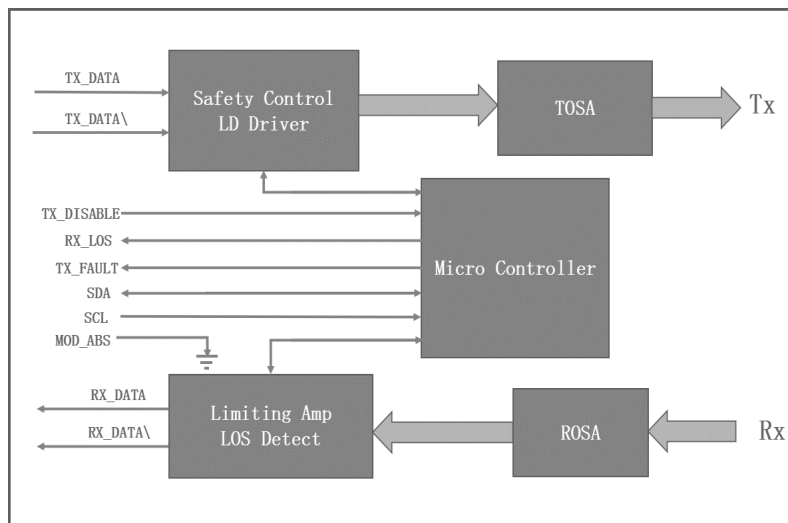 TX_DATA
TX_DATA\
Safety Control
LD Driver
TOSA
Tx
TX_DISABLE
RX_LOS
TX_FAULT
SDA
SCL
MOD_ABS
Micro Controller
RX_DATA
RX_DATA\
Limiting Amp
LOS Detect
ROSA
Rx